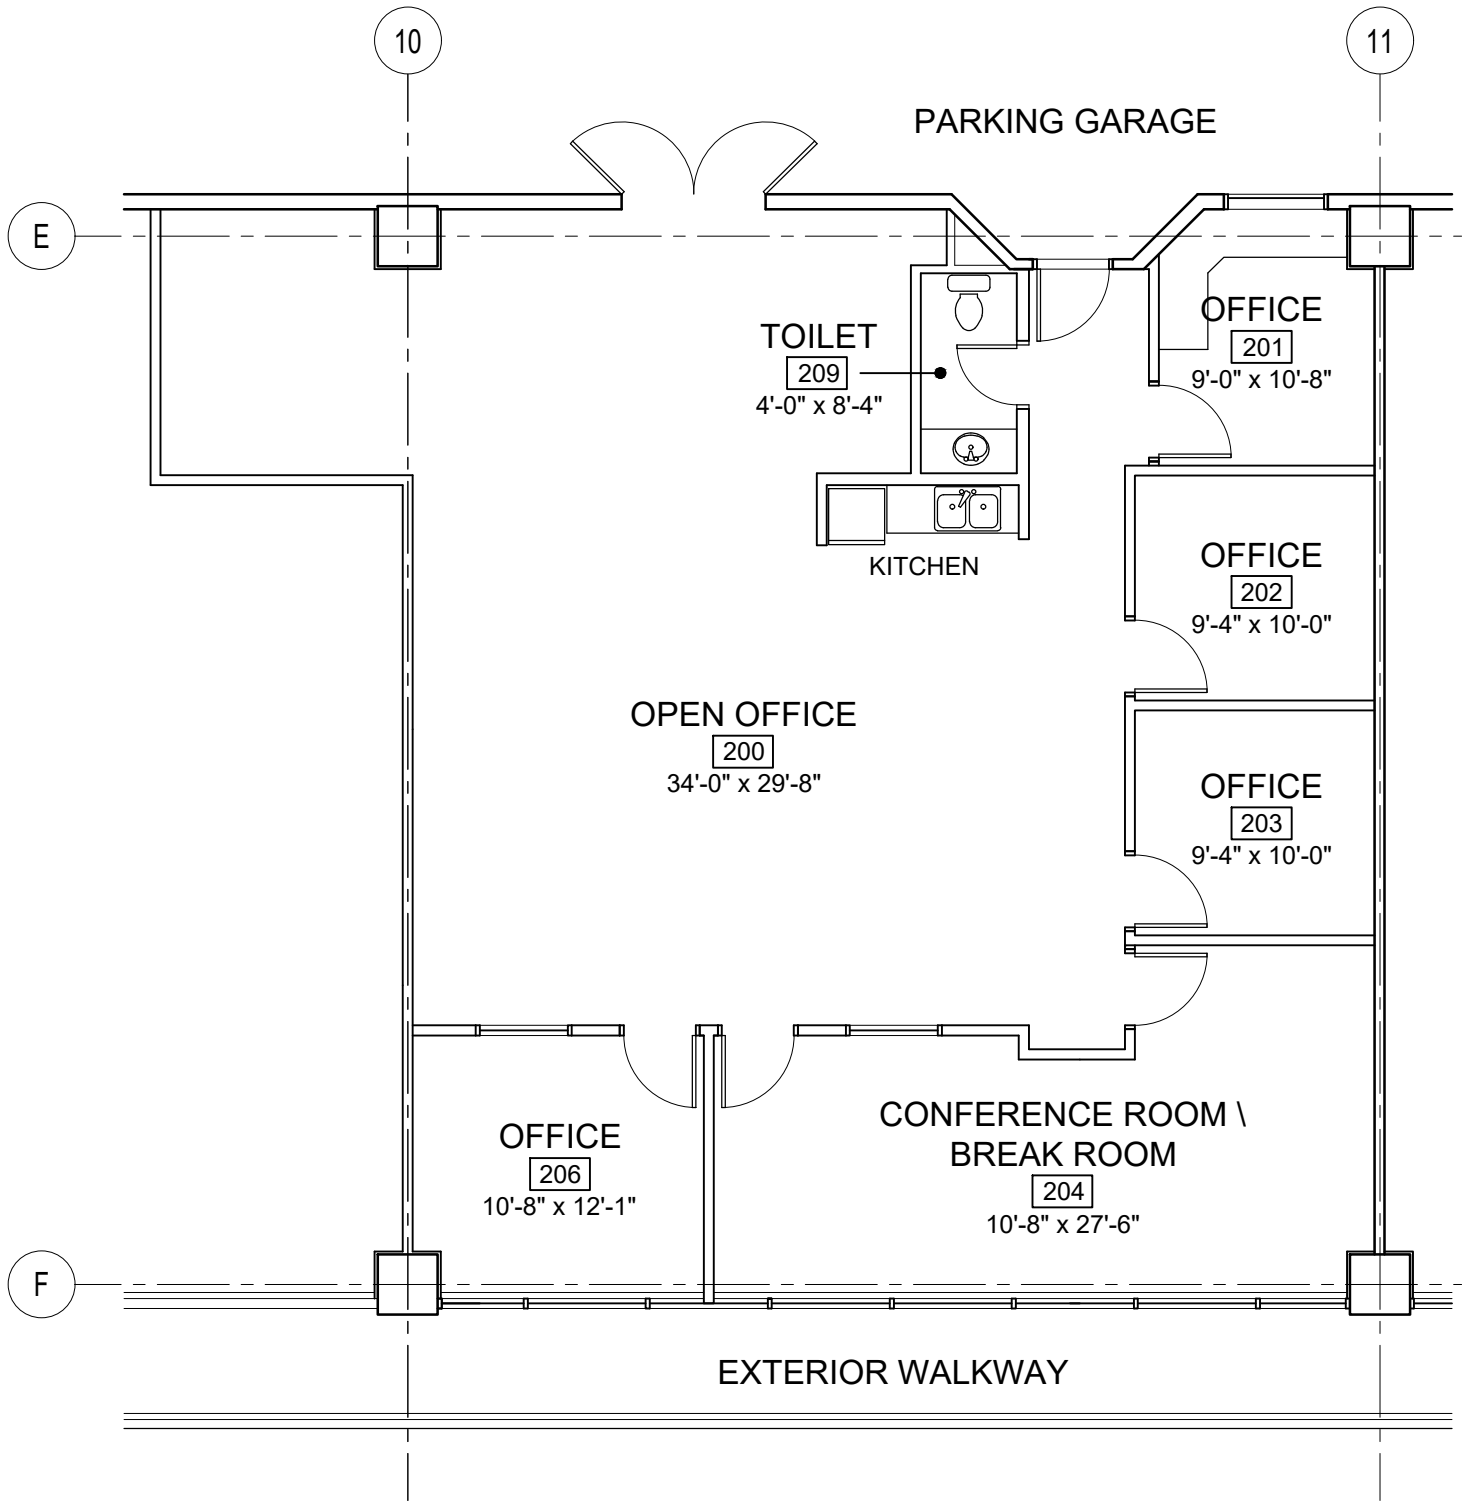 10
11
PARKING GARAGE
E
OFFICE
201
9'-0" x 10'-8"
TOILET
209
4'-0" x 8'-4"
KITCHEN
OFFICE
202
9'-4" x 10'-0"
OPEN OFFICE
200
34'-0" x 29'-8"
OFFICE
203
9'-4" x 10'-0"
OFFICE
206
10'-8" x 12'-1"
CONFERENCE ROOM \
BREAK ROOM
204
10'-8" x 27'-6"
F
EXTERIOR WALKWAY